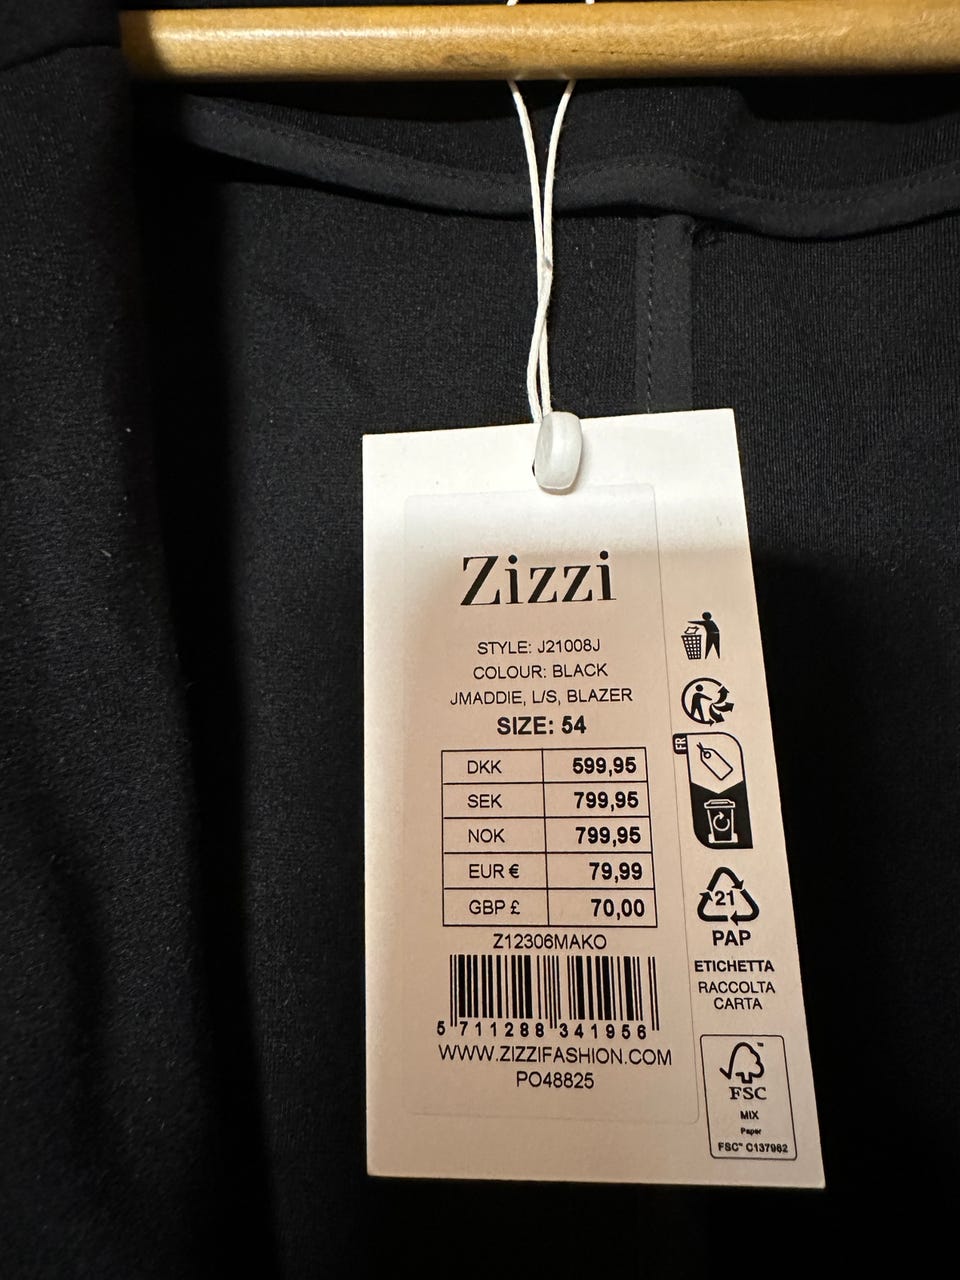 Zizzi
STYLE: J21008J
COLOUR: BLACK
JMADDIE, L/S, BLAZER
SIZE: 54
DKK 599,95
SEK 799,95
NOK 799,95
EUR € 79,99
GBP £ 70,00
Z12306MAKO
5 711288 341956
WWW.ZIZZIFASHION.COM
PO48825
FR
21
PAP
ETICHETTA
RACCOLTA
CARTA
FSC™
MIX
Paper
FSC™ C137962